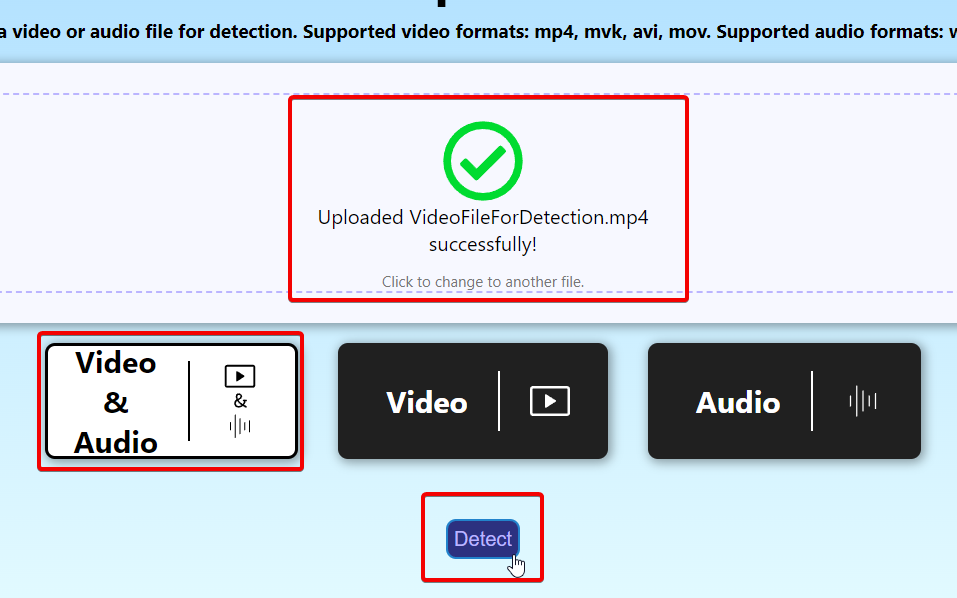 a video or audio file for detection. Supported video formats: mp4, mvk, avi, mov. Supported audio formats:
Uploaded VideoFileForDetection.mp4
successfully!
Click to change to another file.
Video
&
Audio
&
Video
Audio
Detect